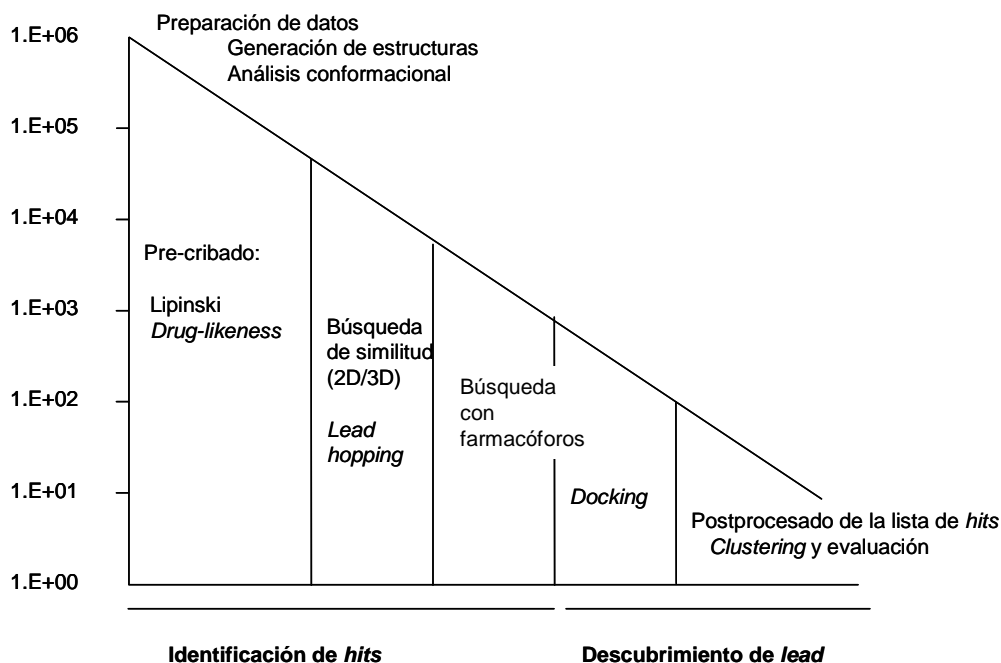 1.E+06
1.E+05
1.E+04
1.E+03
1.E+02
1.E+01
1.E+00
Preparación de datos
Generación de estructuras
Análisis conformacional
Pre-cribado:
Lipinski
Drug-likeness
Búsqueda
de similitud
(2D/3D)
Lead
hopping
Búsqueda
con
farmacóforos
Docking
Postprocesado de la lista de hits
Clustering y evaluación
Identificación de hits
Descubrimiento de lead